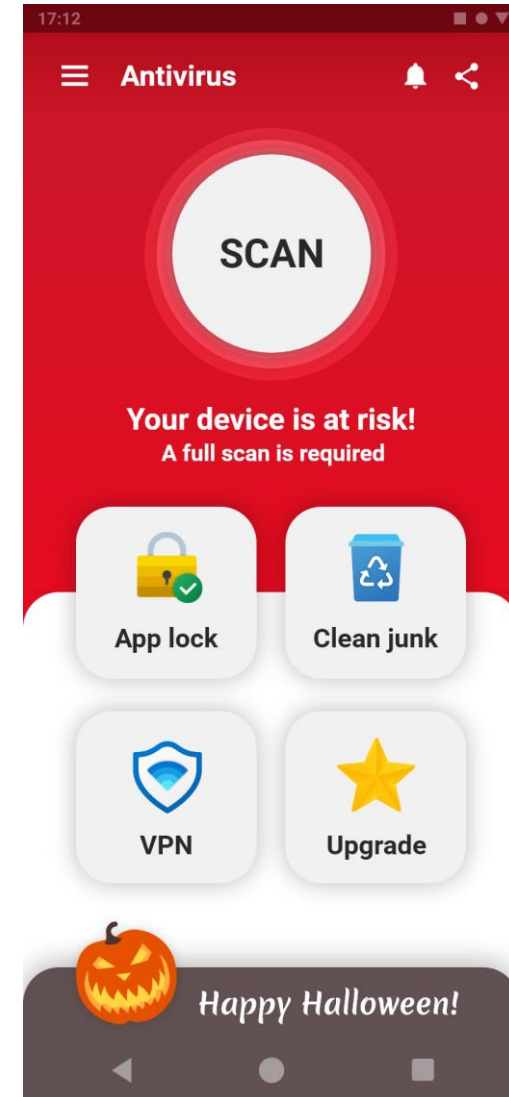 17:12
Antivirus
SCAN
Your device is at risk!
A full scan is required
App lock
Clean junk
VPN
Upgrade
Happy Halloween!